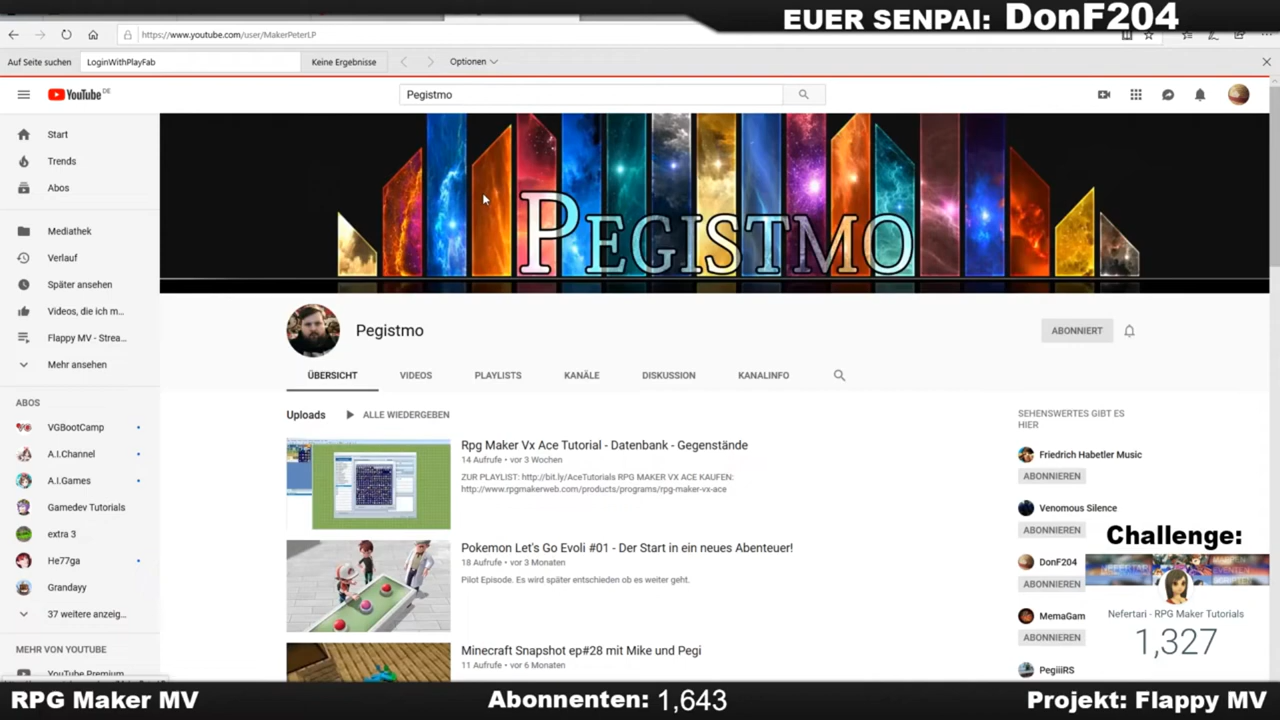 EUER SENPAI: DonF204
https://www.youtube.com/user/MakerPeterLP
Auf Seite suchen
LoginWithPlayFab
Keine Ergebnisse
Optionen
YouTube DE
Pegistmo
Start
Trends
Abos
Mediathek
Verlauf
Später ansehen
Videos, die ich m...
Flappy MV - Strea...
Mehr ansehen
ABOS
VGBootCamp
A.I.Channel
A.I.Games
Gamedev Tutorials
extra 3
He77ga
Grandayy
37 weitere anzeig...
MEHR VON YOUTUBE
YouTube Premium
PEGISTMO
Pegistmo
ABONNIERT
ÜBERSICHT
VIDEOS
PLAYLISTS
KANÄLE
DISKUSSION
KANALINFO
Uploads
ALLE WIEDERGEBEN
Rpg Maker Vx Ace Tutorial - Datenbank - Gegenstände
14 Aufrufe • vor 3 Wochen
ZUR PLAYLIST: http://bit.ly/AceTutorials RPG MAKER VX ACE KAUFEN:
http://www.rpgmakerweb.com/products/programs/rpg-maker-vx-ace
Pokemon Let's Go Evoli #01 - Der Start in ein neues Abenteuer!
18 Aufrufe • vor 3 Monaten
Pilot Episode. Es wird später entschieden ob es weiter geht.
Minecraft Snapshot ep#28 mit Mike und Pegi
11 Aufrufe • vor 6 Monaten
SEHENSWERTES GIBT ES
HIER
Friedrich Habetler Music
ABONNIEREN
Venomous Silence
ABONNIEREN
DonF204
ABONNIEREN
MemaGam
ABONNIEREN
PegiiiRS
Challenge:
Nefertari - RPG Maker Tutorials
1,327
RPG Maker MV
Abonnenten: 1,643
Projekt: Flappy MV